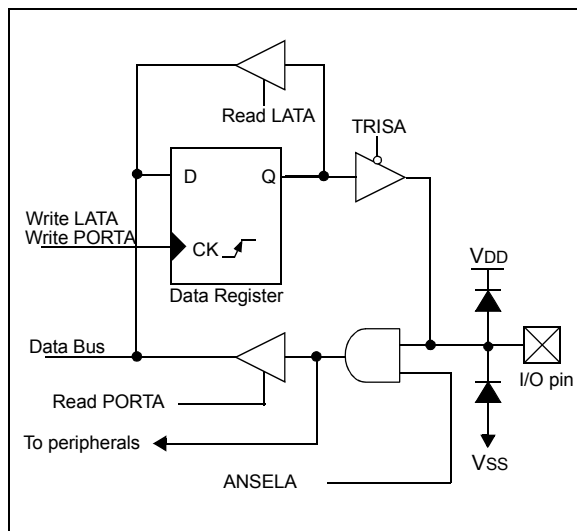 Read LATA
TRISA
D
Q
Write LATA
Write PORTA
CK
Data Register
VDD
Data Bus
I/O pin
Read PORTA
To peripherals
VSS
ANSELA